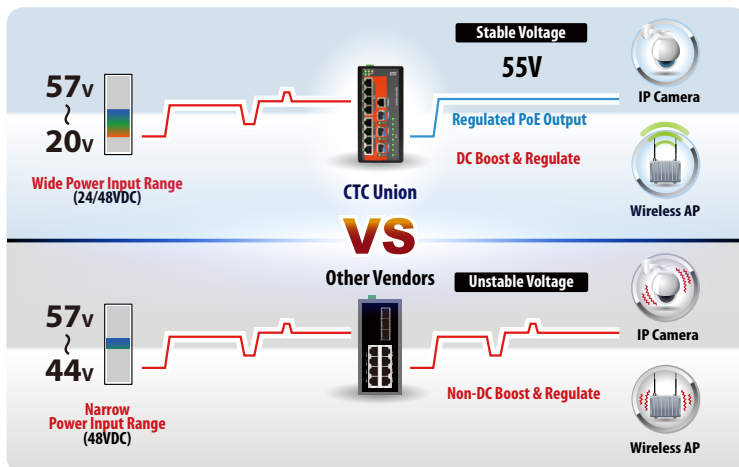 Stable Voltage
55V
57V
~
20V
Wide Power Input Range
(24/48VDC)
CTC Union
Regulated PoE Output
DC Boost & Regulate
IP Camera
Wireless AP
VS
Other Vendors
Unstable Voltage
57V
~
44V
Narrow
Power Input Range
(48VDC)
Non-DC Boost & Regulate
IP Camera
Wireless AP